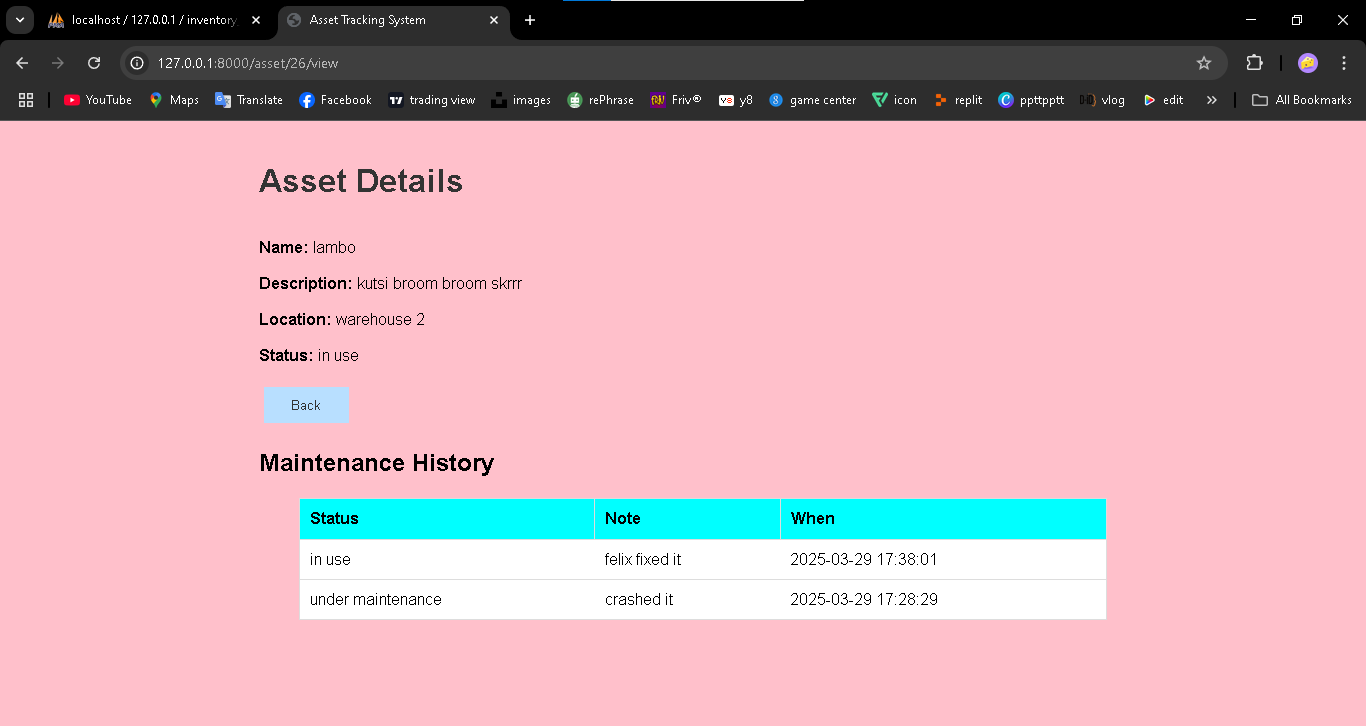 localhost / 127.0.0.1 / inventory
Asset Tracking System
127.0.0.1:8000/asset/26/view
YouTube Maps Translate Facebook trading view images rePhrase Friv® y8 game center icon replit ppttpptt vlog edit » All Bookmarks
Asset Details
Name: lambo
Description: kutsi broom broom skrrr
Location: warehouse 2
Status: in use
Back
Maintenance History
Status Note When
in use felix fixed it 2025-03-29 17:38:01
under maintenance crashed it 2025-03-29 17:28:29